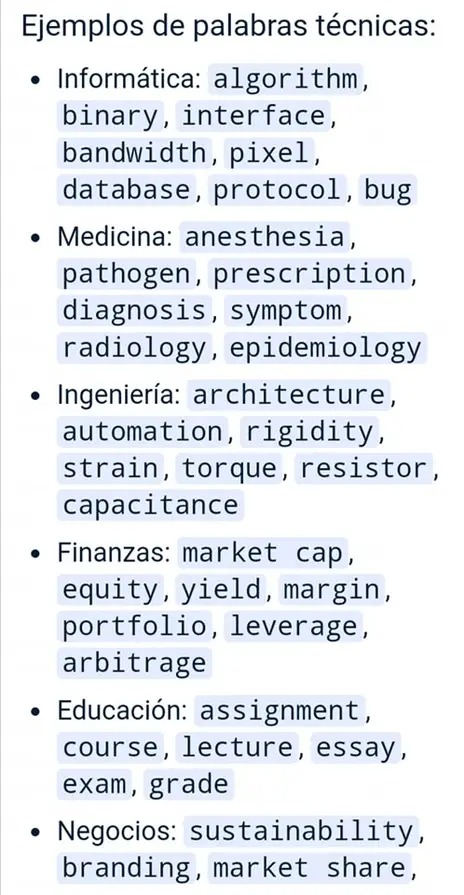 Ejemplos de palabras técnicas:
• Informática: algorithm,
binary, interface,
bandwidth, pixel,
database, protocol, bug
• Medicina: anesthesia,
pathogen, prescription,
diagnosis, symptom,
radiology, epidemiology
• Ingeniería: architecture,
automation, rigidity,
strain, torque, resistor,
capacitance
• Finanzas: market cap,
equity, yield, margin,
portfolio, leverage,
arbitrage
• Educación: assignment,
course, lecture, essay,
exam, grade
• Negocios: sustainability,
branding, market share,